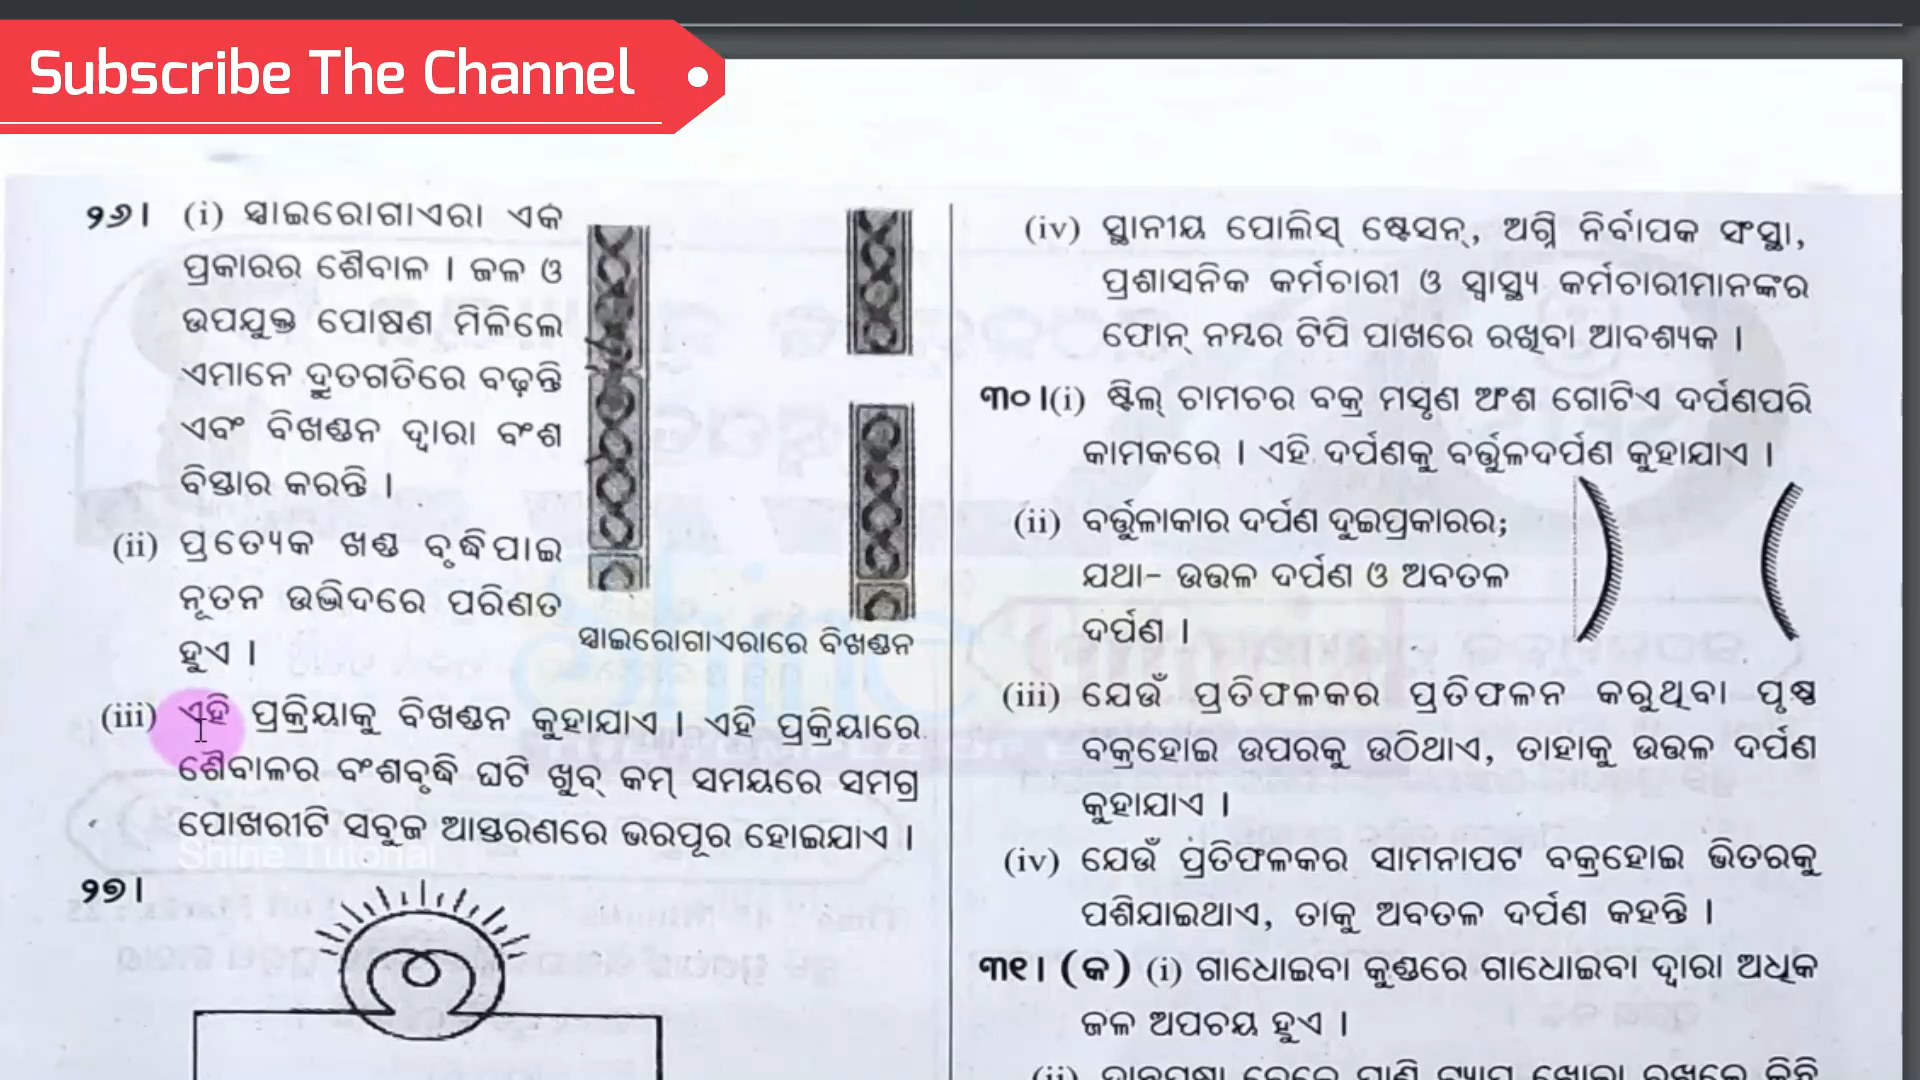 Subscribe The Channel
୨୬। (i) ସ୍ପାଇରୋଗାଏରା ଏକ
ପ୍ରକାରର ଶୈବାଳ । ଜଳ ଓ
ଉପଯୁକ୍ତ ପୋଷଣ ମିଳିଲେ
ଏମାନେ ଦ୍ରୁତଗତିରେ ବଢ଼ନ୍ତି
ଏବଂ ବିଖଣ୍ଡନ ଦ୍ୱାରା ବଂଶ
ବିସ୍ତାର କରନ୍ତି ।
(ii) ପ୍ରତ୍ୟେକ ଖଣ୍ଡ ବୃଦ୍ଧିପାଇ
ନୂତନ ଉଦ୍ଭିଦରେ ପରିଣତ
ହୁଏ ।
ସ୍ପାଇରୋଗାଏରାରେ ବିଖଣ୍ଡନ
(iii) ଏହି ପ୍ରକ୍ରିୟାକୁ ବିଖଣ୍ଡନ କୁହାଯାଏ । ଏହି ପ୍ରକ୍ରିୟାରେ
ଶୈବାଳର ବଂଶବୃଦ୍ଧି ଘଟି ଖୁବ୍ କମ୍ ସମୟରେ ସମଗ୍ର
ପୋଖରୀଟି ସବୁଜ ଆସ୍ତରଣରେ ଭରପୂର ହୋଇଯାଏ ।
Shine Tutorial
୨୭।
(iv) ସ୍ଥାନୀୟ ପୋଲିସ୍ ଷ୍ଟେସନ୍, ଅଗ୍ନି ନିର୍ବାପକ ସଂସ୍ଥା,
ପ୍ରଶାସନିକ କର୍ମଚାରୀ ଓ ସ୍ୱାସ୍ଥ୍ୟ କର୍ମଚାରୀମାନଙ୍କର
ଫୋନ୍ ନମ୍ବର ଟିପି ପାଖରେ ରଖିବା ଆବଶ୍ୟକ ।
୩୦।(i) ଷ୍ଟିଲ୍ ଚାମଚର ବକ୍ର ମସୃଣ ଅଂଶ ଗୋଟିଏ ଦର୍ପଣପରି
କାମକରେ । ଏହି ଦର୍ପଣକୁ ବର୍ତ୍ତୁଳଦର୍ପଣ କୁହାଯାଏ ।
(ii) ବର୍ତ୍ତୁଳାକାର ଦର୍ପଣ ଦୁଇପ୍ରକାରର;
ଯଥା- ଉତ୍ତଳ ଦର୍ପଣ ଓ ଅବତଳ
ଦର୍ପଣ ।
(iii) ଯେଉଁ ପ୍ରତିଫଳକର ପ୍ରତିଫଳନ କରୁଥିବା ପୃଷ୍ଠ
ବକ୍ରହୋଇ ଉପରକୁ ଉଠିଥାଏ, ତାହାକୁ ଉତ୍ତଳ ଦର୍ପଣ
କୁହାଯାଏ ।
(iv) ଯେଉଁ ପ୍ରତିଫଳକର ସାମନାପଟ ବକ୍ରହୋଇ ଭିତରକୁ
ପଶିଯାଇଥାଏ, ତାକୁ ଅବତଳ ଦର୍ପଣ କହନ୍ତି ।
୩୧। (କ) (i) ଗାଧୋଇବା କୁଣ୍ଡରେ ଗାଧୋଇବା ଦ୍ୱାରା ଅଧିକ
ଜଳ ଅପଚୟ ହୁଏ ।